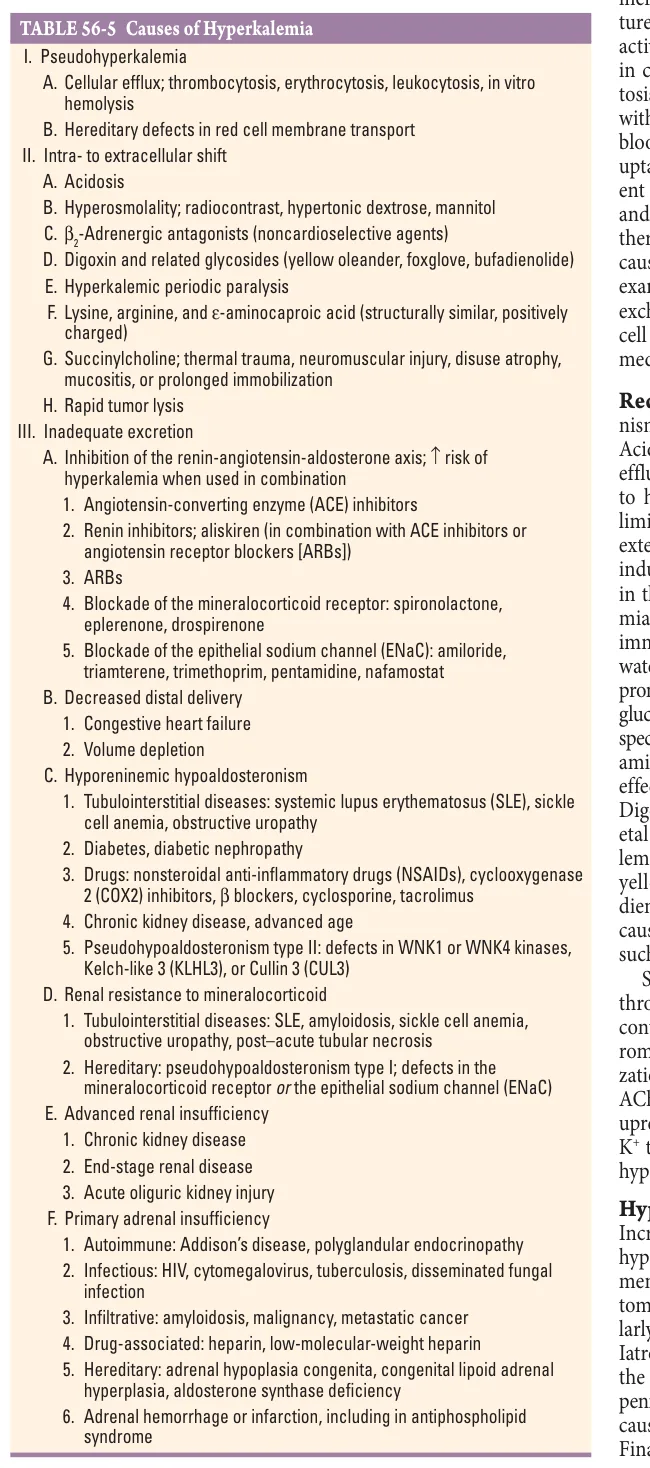 TABLE 56-5 Causes of Hyperkalemia
I. Pseudohyperkalemia
A. Cellular efflux; thrombocytosis, erythrocytosis, leukocytosis, in vitro
hemolysis
B. Hereditary defects in red cell membrane transport
II. Intra- to extracellular shift
A. Acidosis
B. Hyperosmolality; radiocontrast, hypertonic dextrose, mannitol
C. β2-Adrenergic antagonists (noncardioselective agents)
D. Digoxin and related glycosides (yellow oleander, foxglove, bufadienolide)
E. Hyperkalemic periodic paralysis
F. Lysine, arginine, and ε-aminocaproic acid (structurally similar, positively
charged)
G. Succinylcholine; thermal trauma, neuromuscular injury, disuse atrophy,
mucositis, or prolonged immobilization
H. Rapid tumor lysis
III. Inadequate excretion
A. Inhibition of the renin-angiotensin-aldosterone axis; ↑ risk of
hyperkalemia when used in combination
1. Angiotensin-converting enzyme (ACE) inhibitors
2. Renin inhibitors; aliskiren (in combination with ACE inhibitors or
angiotensin receptor blockers [ARBs])
3. ARBs
4. Blockade of the mineralocorticoid receptor: spironolactone,
eplerenone, drospirenone
5. Blockade of the epithelial sodium channel (ENaC): amiloride,
triamterene, trimethoprim, pentamidine, nafamostat
B. Decreased distal delivery
1. Congestive heart failure
2. Volume depletion
C. Hyporeninemic hypoaldosteronism
1. Tubulointerstitial diseases: systemic lupus erythematosus (SLE), sickle
cell anemia, obstructive uropathy
2. Diabetes, diabetic nephropathy
3. Drugs: nonsteroidal anti-inflammatory drugs (NSAIDs), cyclooxygenase
2 (COX2) inhibitors, β blockers, cyclosporine, tacrolimus
4. Chronic kidney disease, advanced age
5. Pseudohypoaldosteronism type II: defects in WNK1 or WNK4 kinases,
Kelch-like 3 (KLHL3), or Cullin 3 (CUL3)
D. Renal resistance to mineralocorticoid
1. Tubulointerstitial diseases: SLE, amyloidosis, sickle cell anemia,
obstructive uropathy, post–acute tubular necrosis
2. Hereditary: pseudohypoaldosteronism type I; defects in the
mineralocorticoid receptor or the epithelial sodium channel (ENaC)
E. Advanced renal insufficiency
1. Chronic kidney disease
2. End-stage renal disease
3. Acute oliguric kidney injury
F. Primary adrenal insufficiency
1. Autoimmune: Addison's disease, polyglandular endocrinopathy
2. Infectious: HIV, cytomegalovirus, tuberculosis, disseminated fungal
infection
3. Infiltrative: amyloidosis, malignancy, metastatic cancer
4. Drug-associated: heparin, low-molecular-weight heparin
5. Hereditary: adrenal hypoplasia congenita, congenital lipoid adrenal
hyperplasia, aldosterone synthase deficiency
6. Adrenal hemorrhage or infarction, including in antiphospholipid
syndrome